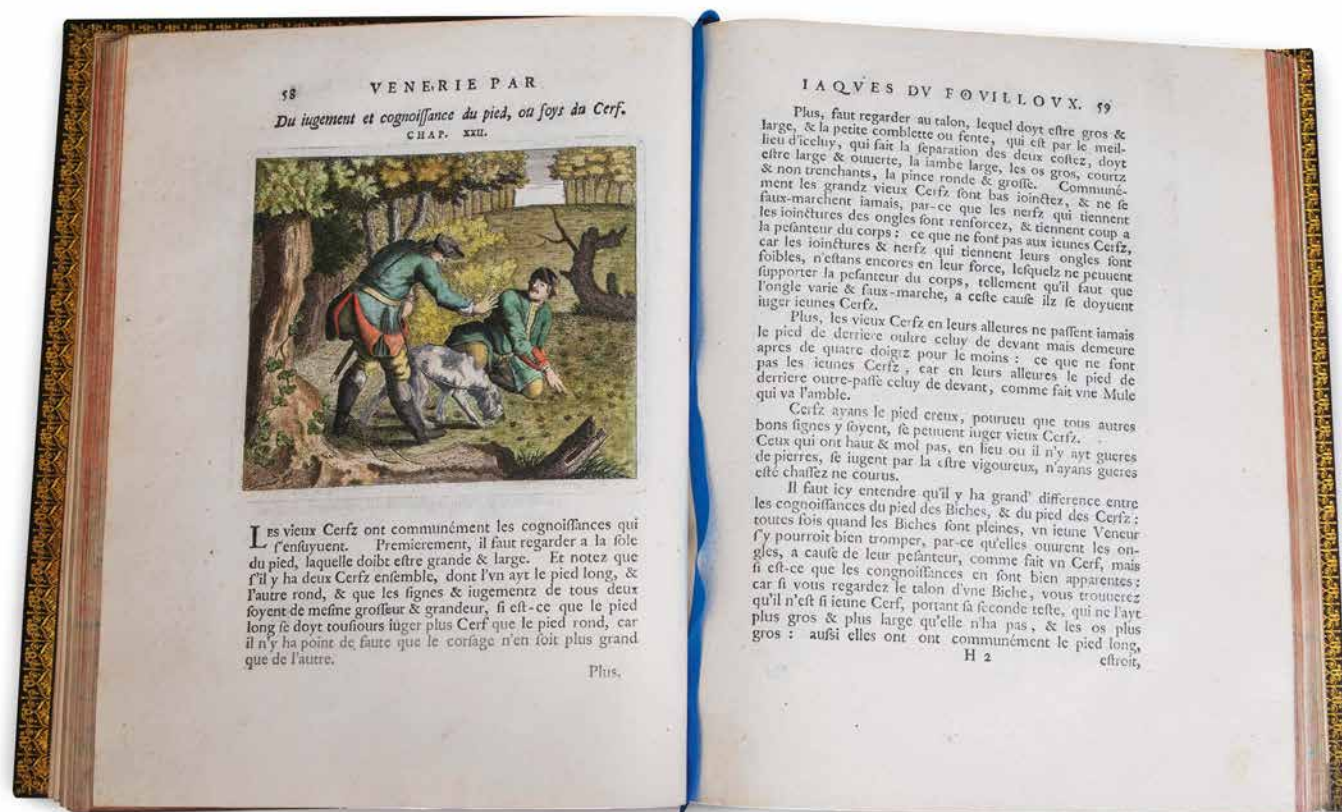 58 VENERIE PAR
Du iugement et cognoiſſance du pied, ou ſoys du Cerf.
CHAP. XXII.
LES vieux Cerfz ont communément les cognoiſſances qui
ſ'enſuyuent. Premierement, il faut regarder a la ſole
du pied, laquelle doibt eſtre grande & large. Et notez que
ſ'il y ha deux Cerfz enſemble, dont l'vn ayt le pied long, &
l'autre rond, & que les ſignes & iugementz de tous deux
ſoyent de meſme groſſeur & grandeur, ſi eſt-ce que le pied
long ſe doyt touſiours iuger plus Cerf que le pied rond, car
il n'y ha point de faute que le corſage n'en ſoit plus grand
que de l'autre.
Plus,
IAQVES DV FOVILLOVX. 59
Plus, faut regarder au talon, lequel doyt eſtre gros &
large, & la petite comblette ou fente, qui eſt par le meil-
lieu d'iceluy, qui fait la ſeparation des deux coſtez, doyt
eſtre large & ouuerte, la iambe large, les os gros, courtz
& non trenchants, la pince ronde & groſſe. Communé-
ment les grandz vieux Cerfz ſont bas ioinctez, & ne ſe
faux-marchent iamais, par-ce que les nerfz qui tiennent
les ioinctures des ongles ſont renforcez, & tiennent coup a
la peſanteur du corps: ce que ne font pas aux ieunes Cerfz,
car les ioinctures & nerfz qui tiennent leurs ongles ſont
foibles, n'eſtans encores en leur force, leſquelz ne peuuent
ſupporter la peſanteur du corps, tellement qu'il faut que
l'ongle varie & faux-marche, a ceſte cauſe ilz ſe doyuent
iuger ieunes Cerfz.
Plus, les vieux Cerfz en leurs alleures ne paſſent iamais
le pied de derriere oultre celuy de devant mais demeure
apres de quatre doigtz pour le moins: ce que ne font
pas les ieunes Cerfz, car en leurs alleures le pied de
derriere outre-paſſe celuy de devant, comme fait vne Mule
qui va l'amble.
Cerfz ayans le pied creux, pourueu que tous autres
bons ſignes y ſoyent, ſe peuuent iuger vieux Cerfz.
Ceux qui ont haut & mol pas, en lieu ou il n'y ayt gueres
de pierres, ſe iugent par la eſtre vigoureux, n'ayans gueres
eſté chaſſez ne courus.
Il faut icy entendre qu'il y ha grand' difference entre
les cognoiſſances du pied des Biches, & du pied des Cerfz;
toutes fois quand les Biches ſont pleines, vn ieune Veneur
ſ'y pourroit bien tromper, par-ce qu'elles ouurent les on-
gles, a cauſe de leur peſanteur, comme fait vn Cerf, mais
ſi eſt-ce que les congnoiſſances en ſont bien apparentes;
car ſi vous regardez le talon d'vne Biche, vous trouuerez
qu'il n'eſt ſi ieune Cerf, portant ſa ſeconde teſte, qui ne l'ayt
plus gros & plus large qu'elle n'ha pas, & les os plus
gros: auſſi elles ont ont communément le pied long,
H 2 eſtroit,